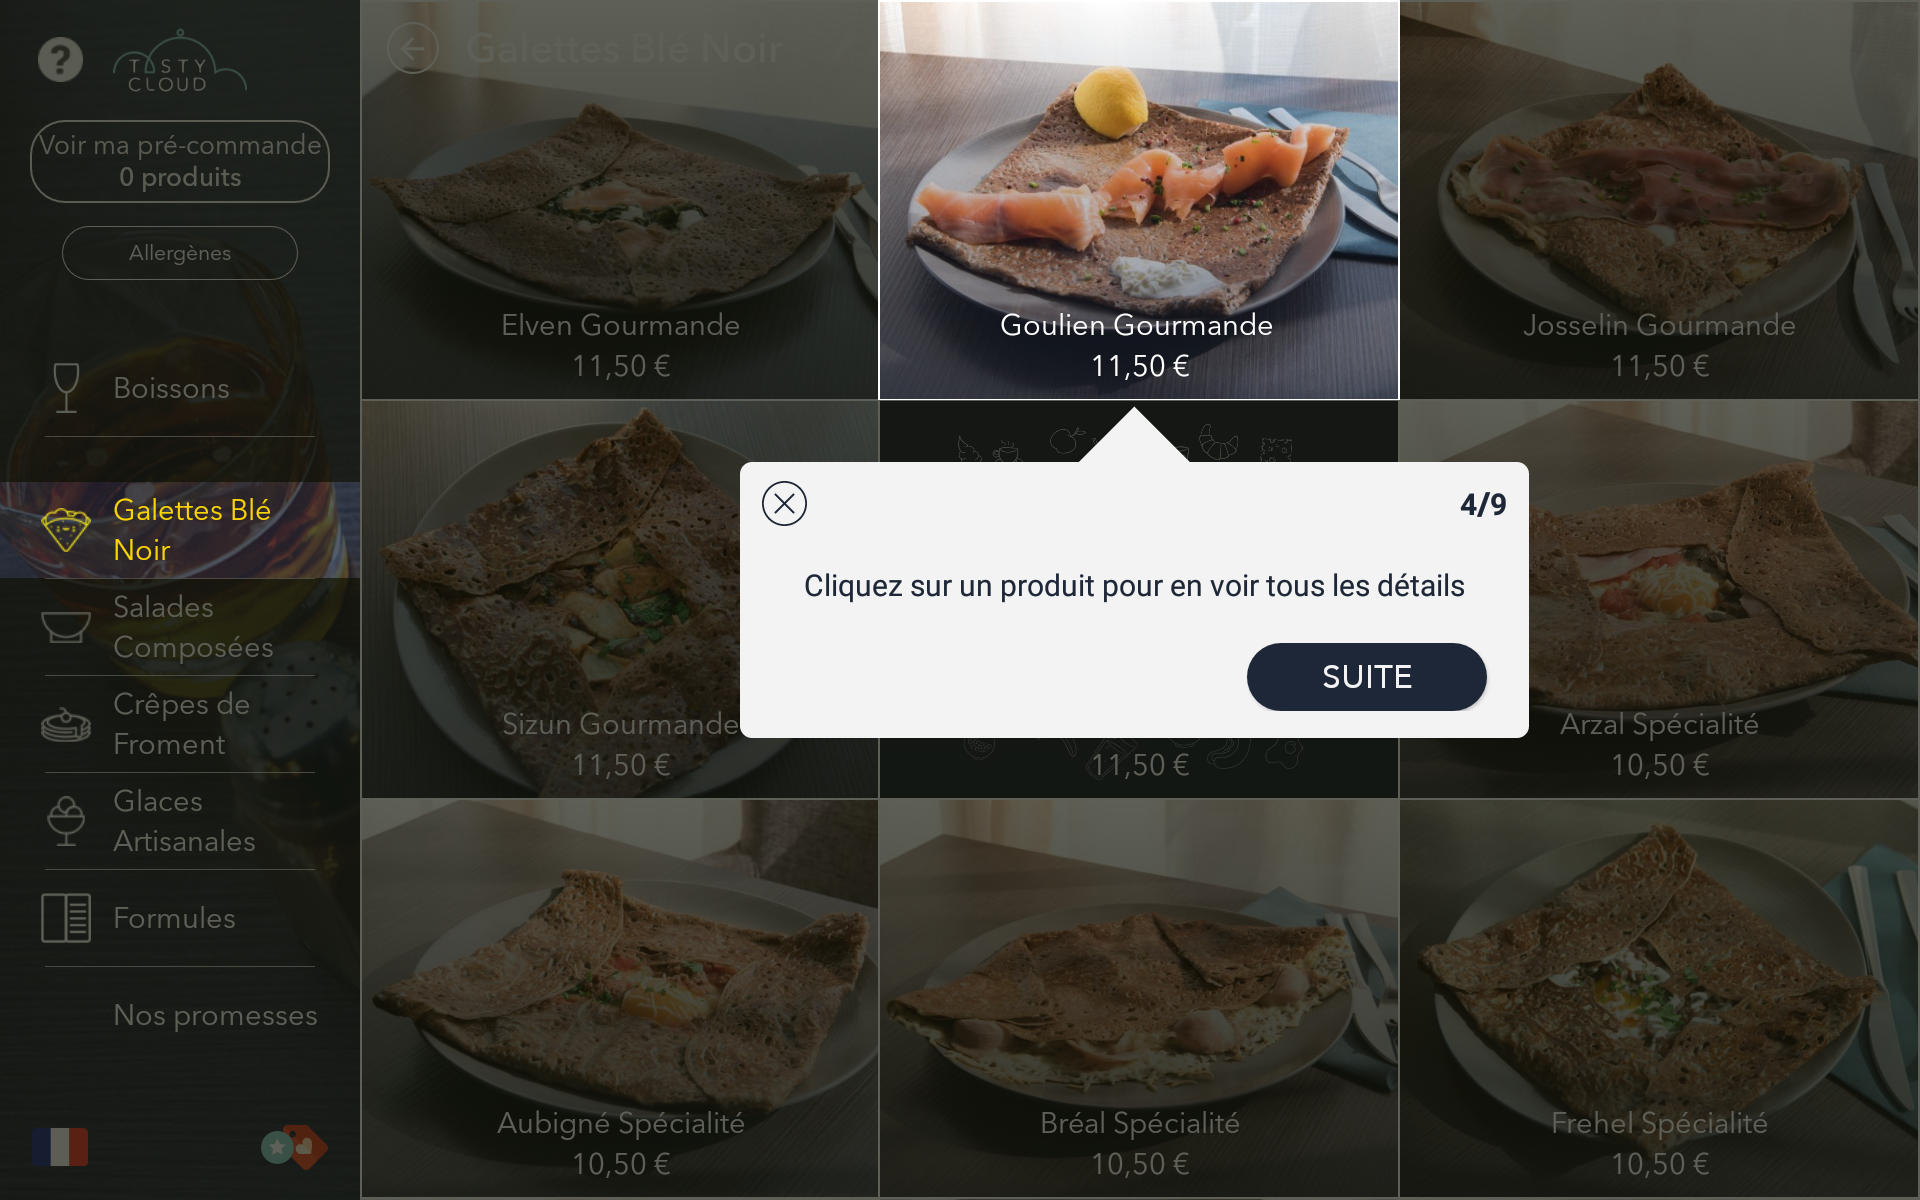 ?
TASTY
CLOUD
Voir ma pré-commande
0 produits
Allergènes
Boissons
Galettes Blé
Noir
Salades
Composées
Crêpes de
Froment
Glaces
Artisanales
Formules
Nos promesses
Galettes Blé Noir
Elven Gourmande
11,50 €
Goulien Gourmande
11,50 €
Josselin Gourmande
11,50 €
4/9
Cliquez sur un produit pour en voir tous les détails
SUITE
Sizun Gourmande
11,50 €
11,50 €
Arzal Spécialité
10,50 €
Aubigné Spécialité
10,50 €
Bréal Spécialité
10,50 €
Frehel Spécialité
10,50 €